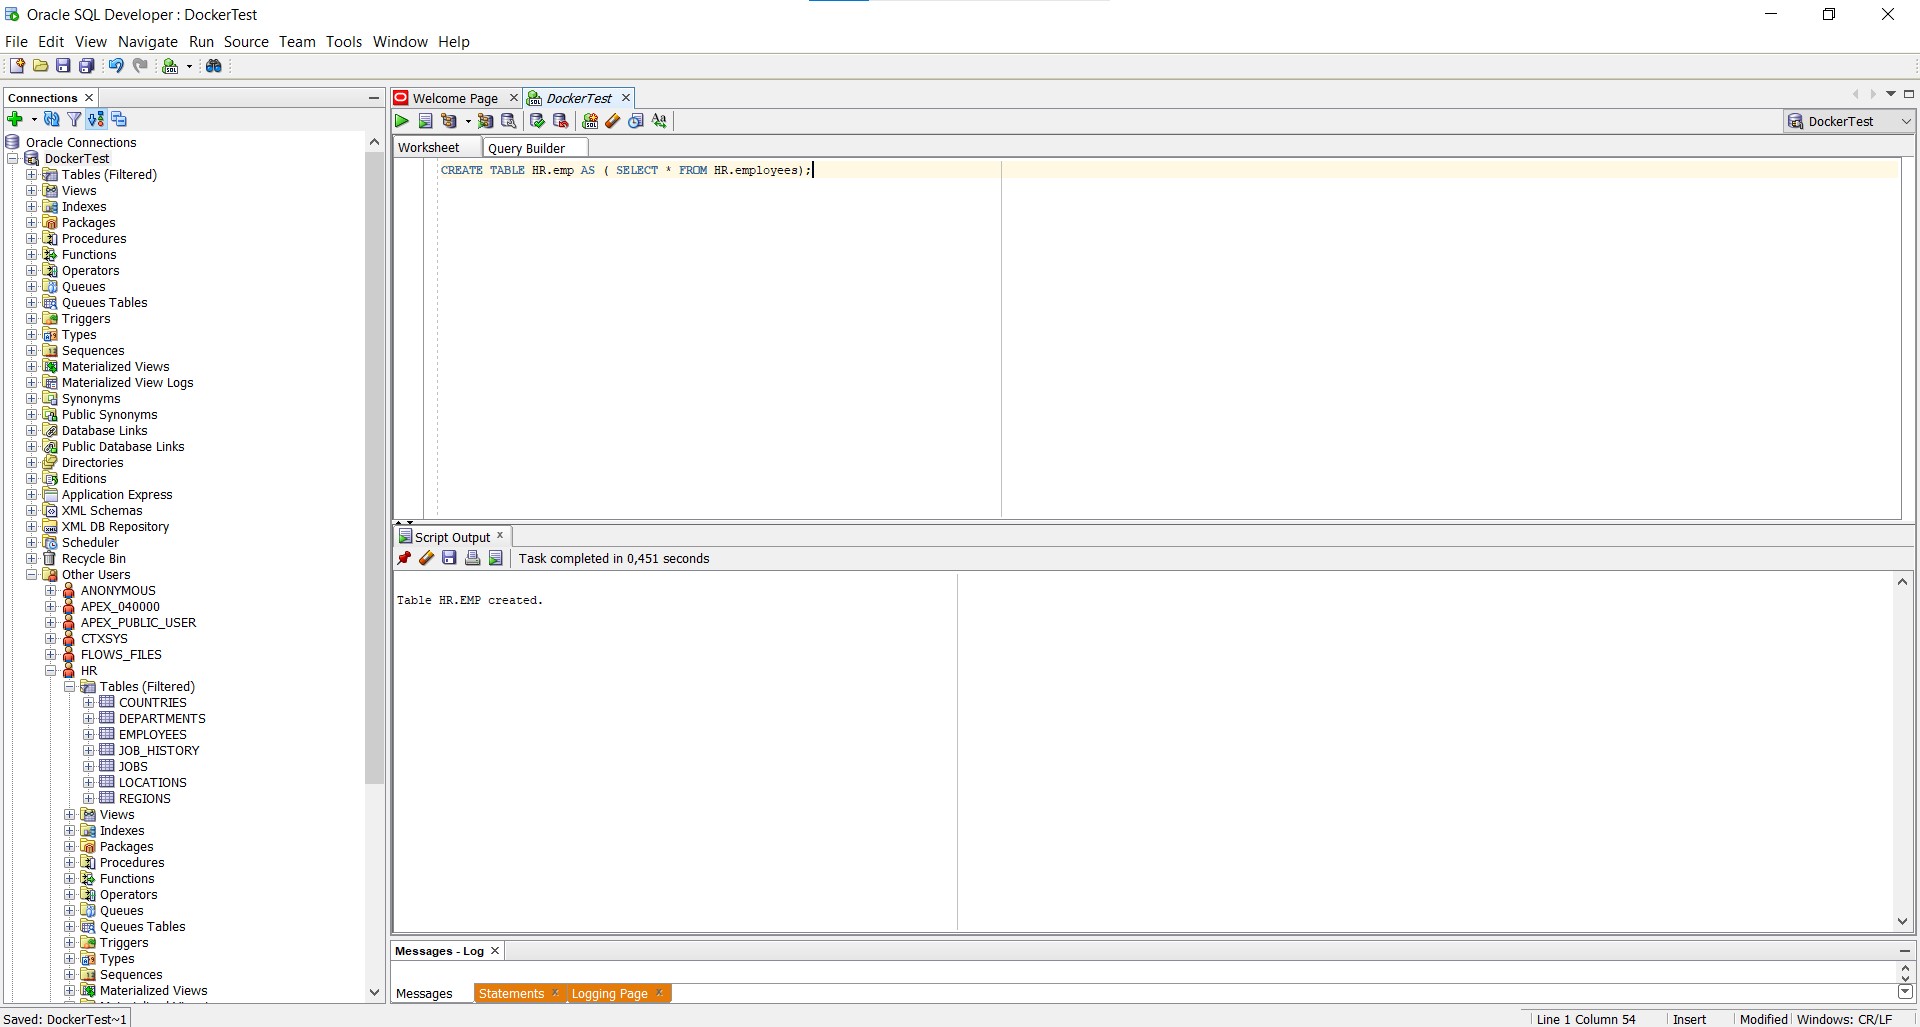 Oracle SQL Developer : DockerTest
File Edit View Navigate Run Source Team Tools Window Help
Connections
Oracle Connections
DockerTest
Tables (Filtered)
Views
Indexes
Packages
Procedures
Functions
Operators
Queues
Queues Tables
Triggers
Types
Sequences
Materialized Views
Materialized View Logs
Synonyms
Public Synonyms
Database Links
Public Database Links
Directories
Editions
Application Express
XML Schemas
XML DB Repository
Scheduler
Recycle Bin
Other Users
ANONYMOUS
APEX_040000
APEX_PUBLIC_USER
CTXSYS
FLOWS_FILES
HR
Tables (Filtered)
COUNTRIES
DEPARTMENTS
EMPLOYEES
JOB_HISTORY
JOBS
LOCATIONS
REGIONS
Views
Indexes
Packages
Procedures
Functions
Operators
Queues
Queues Tables
Triggers
Types
Sequences
Materialized Views
Welcome Page DockerTest
DockerTest
Worksheet Query Builder
CREATE TABLE HR.emp AS ( SELECT * FROM HR.employees);
Script Output
Task completed in 0,451 seconds
Table HR.EMP created.
Messages - Log
Messages Statements Logging Page
Saved: DockerTest~1 Line 1 Column 54 Insert Modified Windows: CR/LF